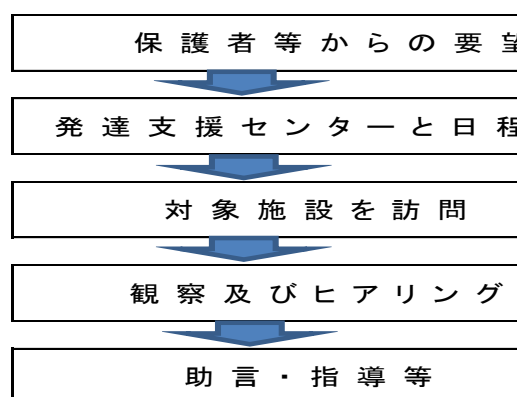 保護者等からの要望
発達支援センターと日程
対象施設を訪問
観察及びヒアリング
助言・指導等